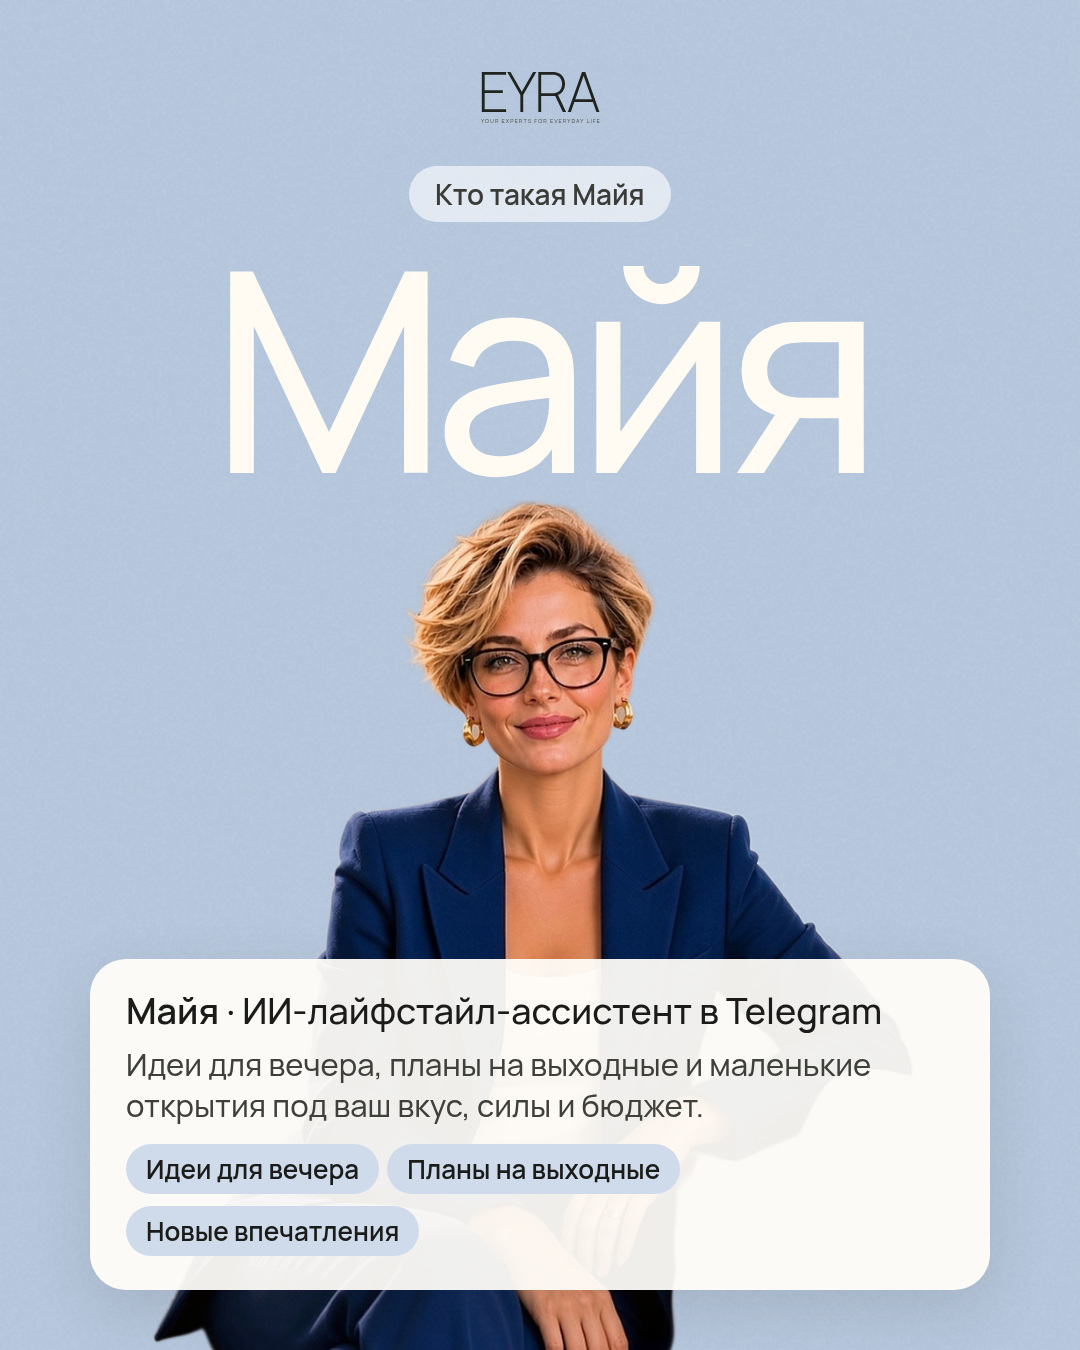 EYRA
YOUR EXPERTS FOR EVERYDAY LIFE
Кто такая Майя
Майя
Майя · ИИ-лайфстайл-ассистент в Telegram
Идеи для вечера, планы на выходные и маленькие
открытия под ваш вкус, силы и бюджет.
Идеи для вечера
Планы на выходные
Новые впечатления